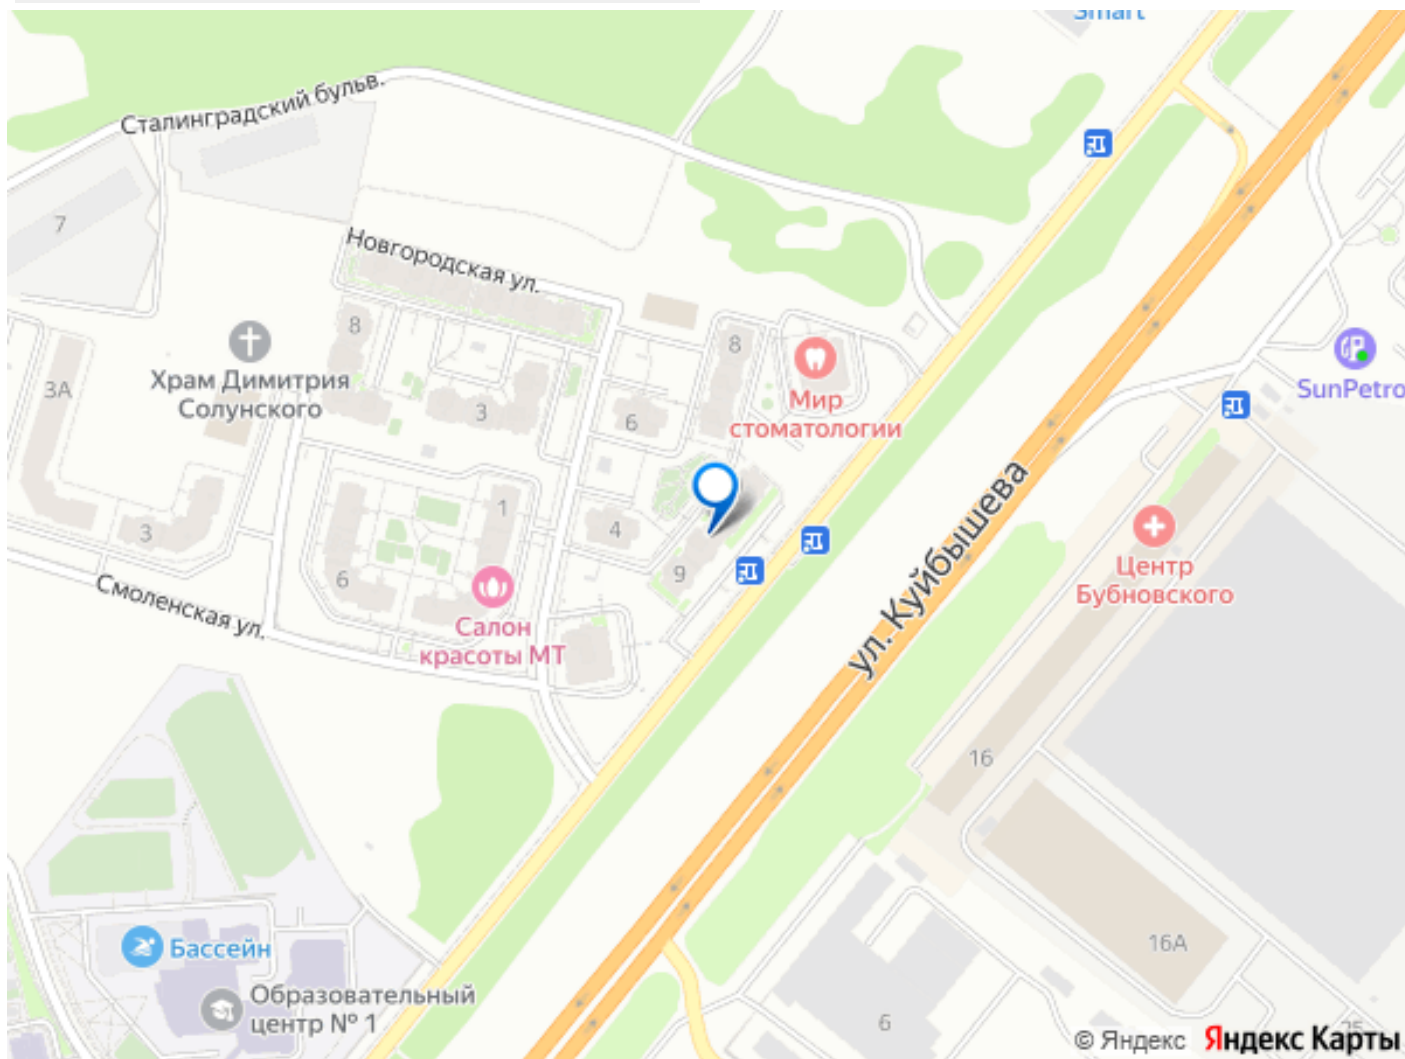 Smart
Сталинградский бульв.
7
Новгородская ул.
8
8
Храм Димитрия
Солунского
3А
3
6
Мир
стоматологии
SunPetro
ул. Куйбышева
1
4
3
6
9
Центр
Бубновского
Смоленская ул.
Салон
красоты МТ
16
16А
Бассейн
Образовательный
центр № 1
6
25
© Яндекс Яндекс Карты